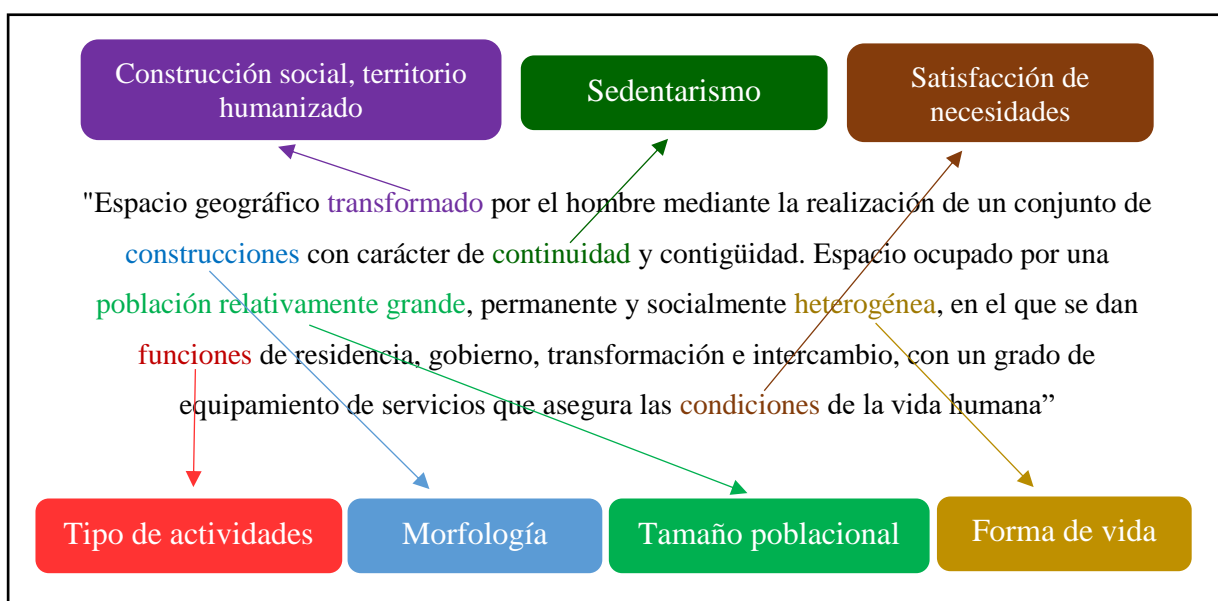 Construcción social, territorio
humanizado
Sedentarismo
Satisfacción de
necesidades
"Espacio geográfico transformado por el hombre mediante la realización de un conjunto de
construcciones con carácter de continuidad y contigüidad. Espacio ocupado por una
población relativamente grande, permanente y socialmente heterogénea, en el que se dan
funciones de residencia, gobierno, transformación e intercambio, con un grado de
equipamiento de servicios que asegura las condiciones de la vida humana”
Tipo de actividades
Morfología
Tamaño poblacional
Forma de vida